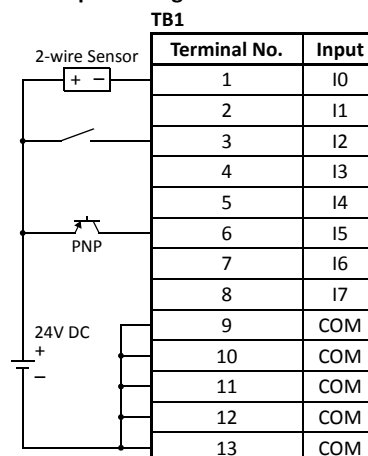 TB1
2-wire Sensor
+ −
PNP
24V DC
+
−
Terminal No. Input
1 I0
2 I1
3 I2
4 I3
5 I4
6 I5
7 I6
8 I7
9 COM
10 COM
11 COM
12 COM
13 COM